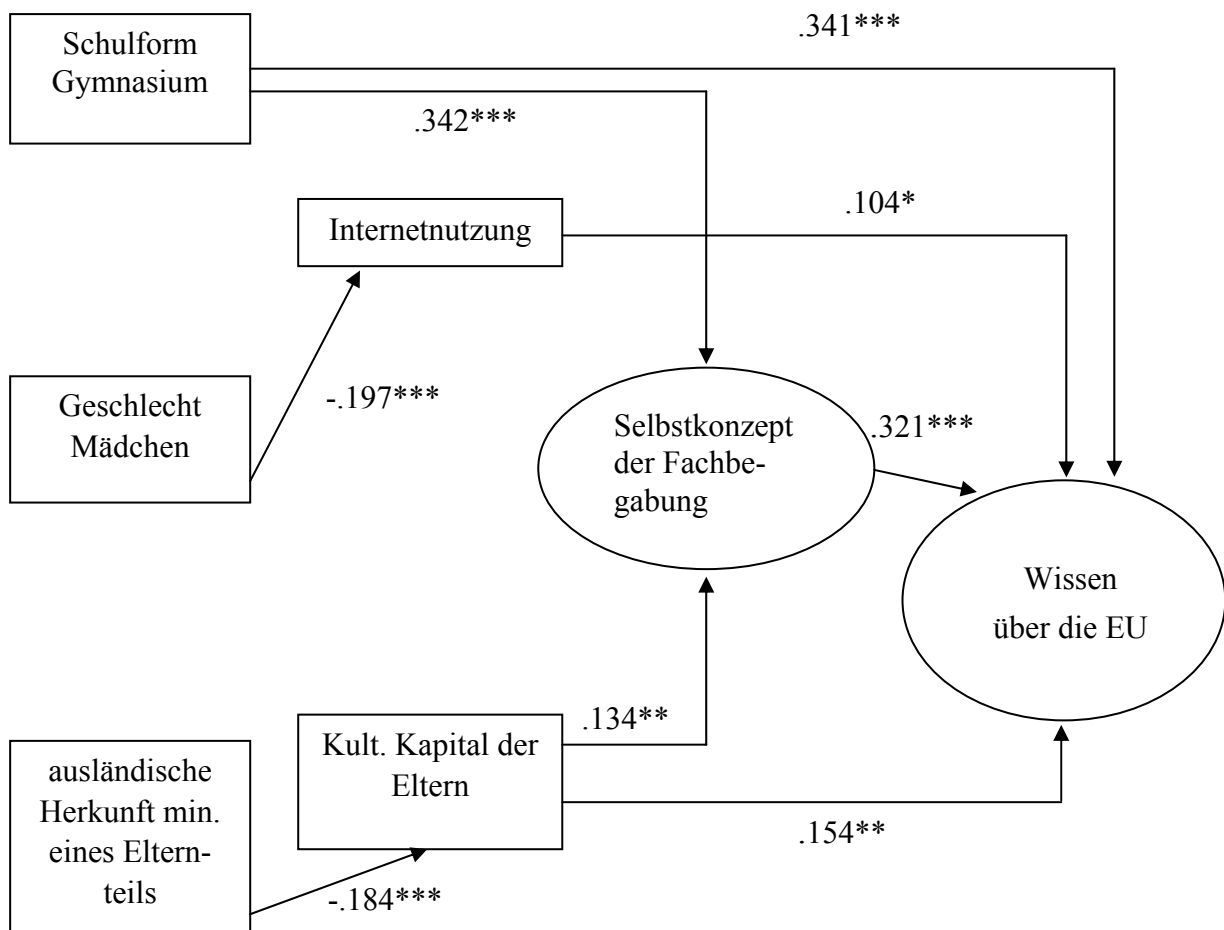 Schulform
Gymnasium
.341***
.342***
Internetnutzung
.104*
Geschlecht
Mädchen
-.197***
Selbstkonzept
der Fachbe-
gabung
.321***
Wissen
über die EU
ausländische
Herkunft min.
eines Eltern-
teils
Kult. Kapital der
Eltern
.134**
.154**
-.184***